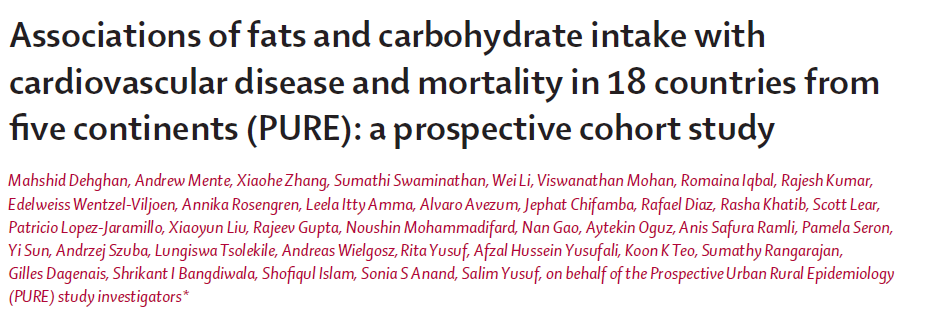 Associations of fats and carbohydrate intake with
cardiovascular disease and mortality in 18 countries from
five continents (PURE): a prospective cohort study
Mahshid Dehghan, Andrew Mente, Xiaohe Zhang, Sumathi Swaminathan, Wei Li, Viswanathan Mohan, Romaina Iqbal, Rajesh Kumar,
Edelweiss Wentzel-Viljoen, Annika Rosengren, Leela Itty Amma, Alvaro Avezum, Jephat Chifamba, Rafael Diaz, Rasha Khatib, Scott Lear,
Patricio Lopez-Jaramillo, Xiaoyun Liu, Rajeev Gupta, Noushin Mohammadifard, Nan Gao, Aytekin Oguz, Anis Safura Ramli, Pamela Seron,
Yi Sun, Andrzej Szuba, Lungiswa Tsolekile, Andreas Wielgosz, Rita Yusuf, Afzal Hussein Yusufali, Koon K Teo, Sumathy Rangarajan,
Gilles Dagenais, Shrikant I Bangdiwala, Shofiqul Islam, Sonia S Anand, Salim Yusuf, on behalf of the Prospective Urban Rural Epidemiology
(PURE) study investigators*